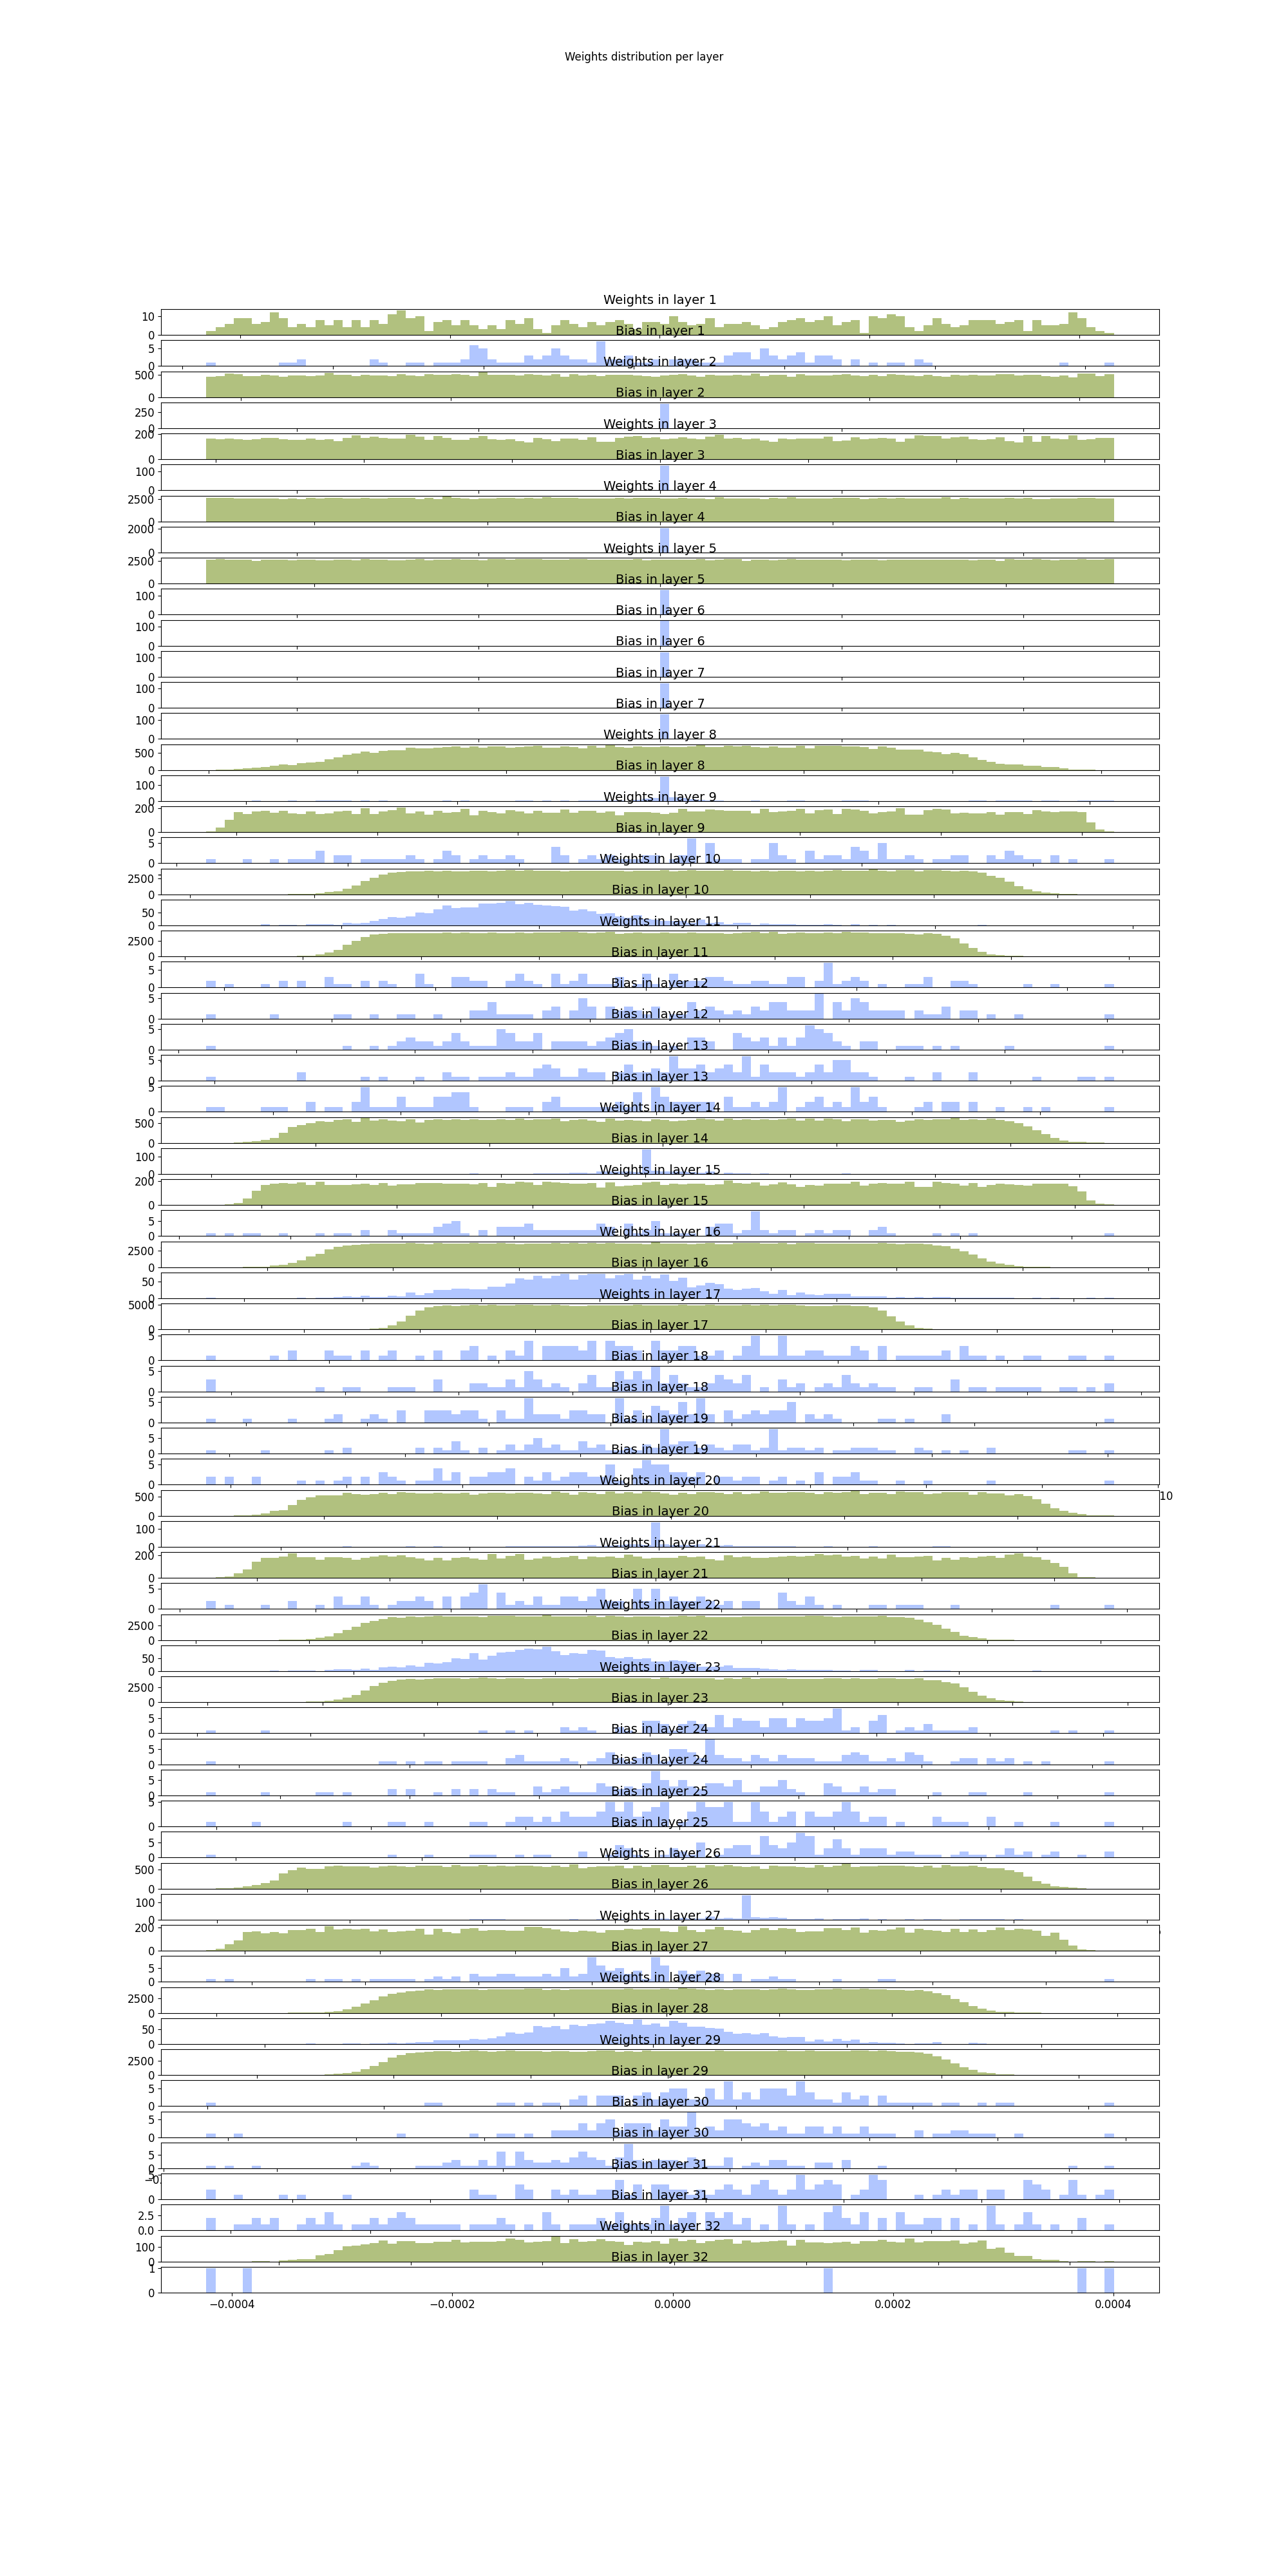 Weights distribution per layer
Weights in layer 1
10
0
Bias in layer 1
5
0
Weights in layer 2
500
0
Bias in layer 2
250
0
Weights in layer 3
200
0
Bias in layer 3
100
0
Weights in layer 4
2500
0
Bias in layer 4
2000
0
Weights in layer 5
2500
0
Bias in layer 5
100
0
Bias in layer 6
100
0
Bias in layer 6
100
0
Bias in layer 7
100
0
Bias in layer 7
100
0
Weights in layer 8
500
0
Bias in layer 8
100
0
Weights in layer 9
200
0
Bias in layer 9
5
0
Weights in layer 10
2500
0
Bias in layer 10
50
0
Weights in layer 11
2500
0
Bias in layer 11
5
0
Bias in layer 12
5
0
Bias in layer 12
5
0
Bias in layer 13
5
0
Bias in layer 13
5
0
Weights in layer 14
500
0
Bias in layer 14
100
0
Weights in layer 15
200
0
Bias in layer 15
5
0
Weights in layer 16
2500
0
Bias in layer 16
50
0
Weights in layer 17
5000
0
Bias in layer 17
5
0
Bias in layer 18
5
0
Bias in layer 18
5
0
Bias in layer 19
5
0
Bias in layer 19
5
0
Weights in layer 20
10
500
0
Bias in layer 20
100
0
Weights in layer 21
200
0
Bias in layer 21
5
0
Weights in layer 22
2500
0
Bias in layer 22
50
0
Weights in layer 23
2500
0
Bias in layer 23
5
0
Bias in layer 24
5
0
Bias in layer 24
5
0
Bias in layer 25
5
0
Bias in layer 25
5
0
Weights in layer 26
500
0
Bias in layer 26
100
0
Weights in layer 27
200
0
Bias in layer 27
5
0
Weights in layer 28
2500
0
Bias in layer 28
50
0
Weights in layer 29
2500
0
Bias in layer 29
5
0
Bias in layer 30
5
0
Bias in layer 30
5
0
Bias in layer 31
0
Bias in layer 31
2.5
0.0
Weights in layer 32
100
0
Bias in layer 32
1
0
−0.0004 −0.0002 0.0000 0.0002 0.0004